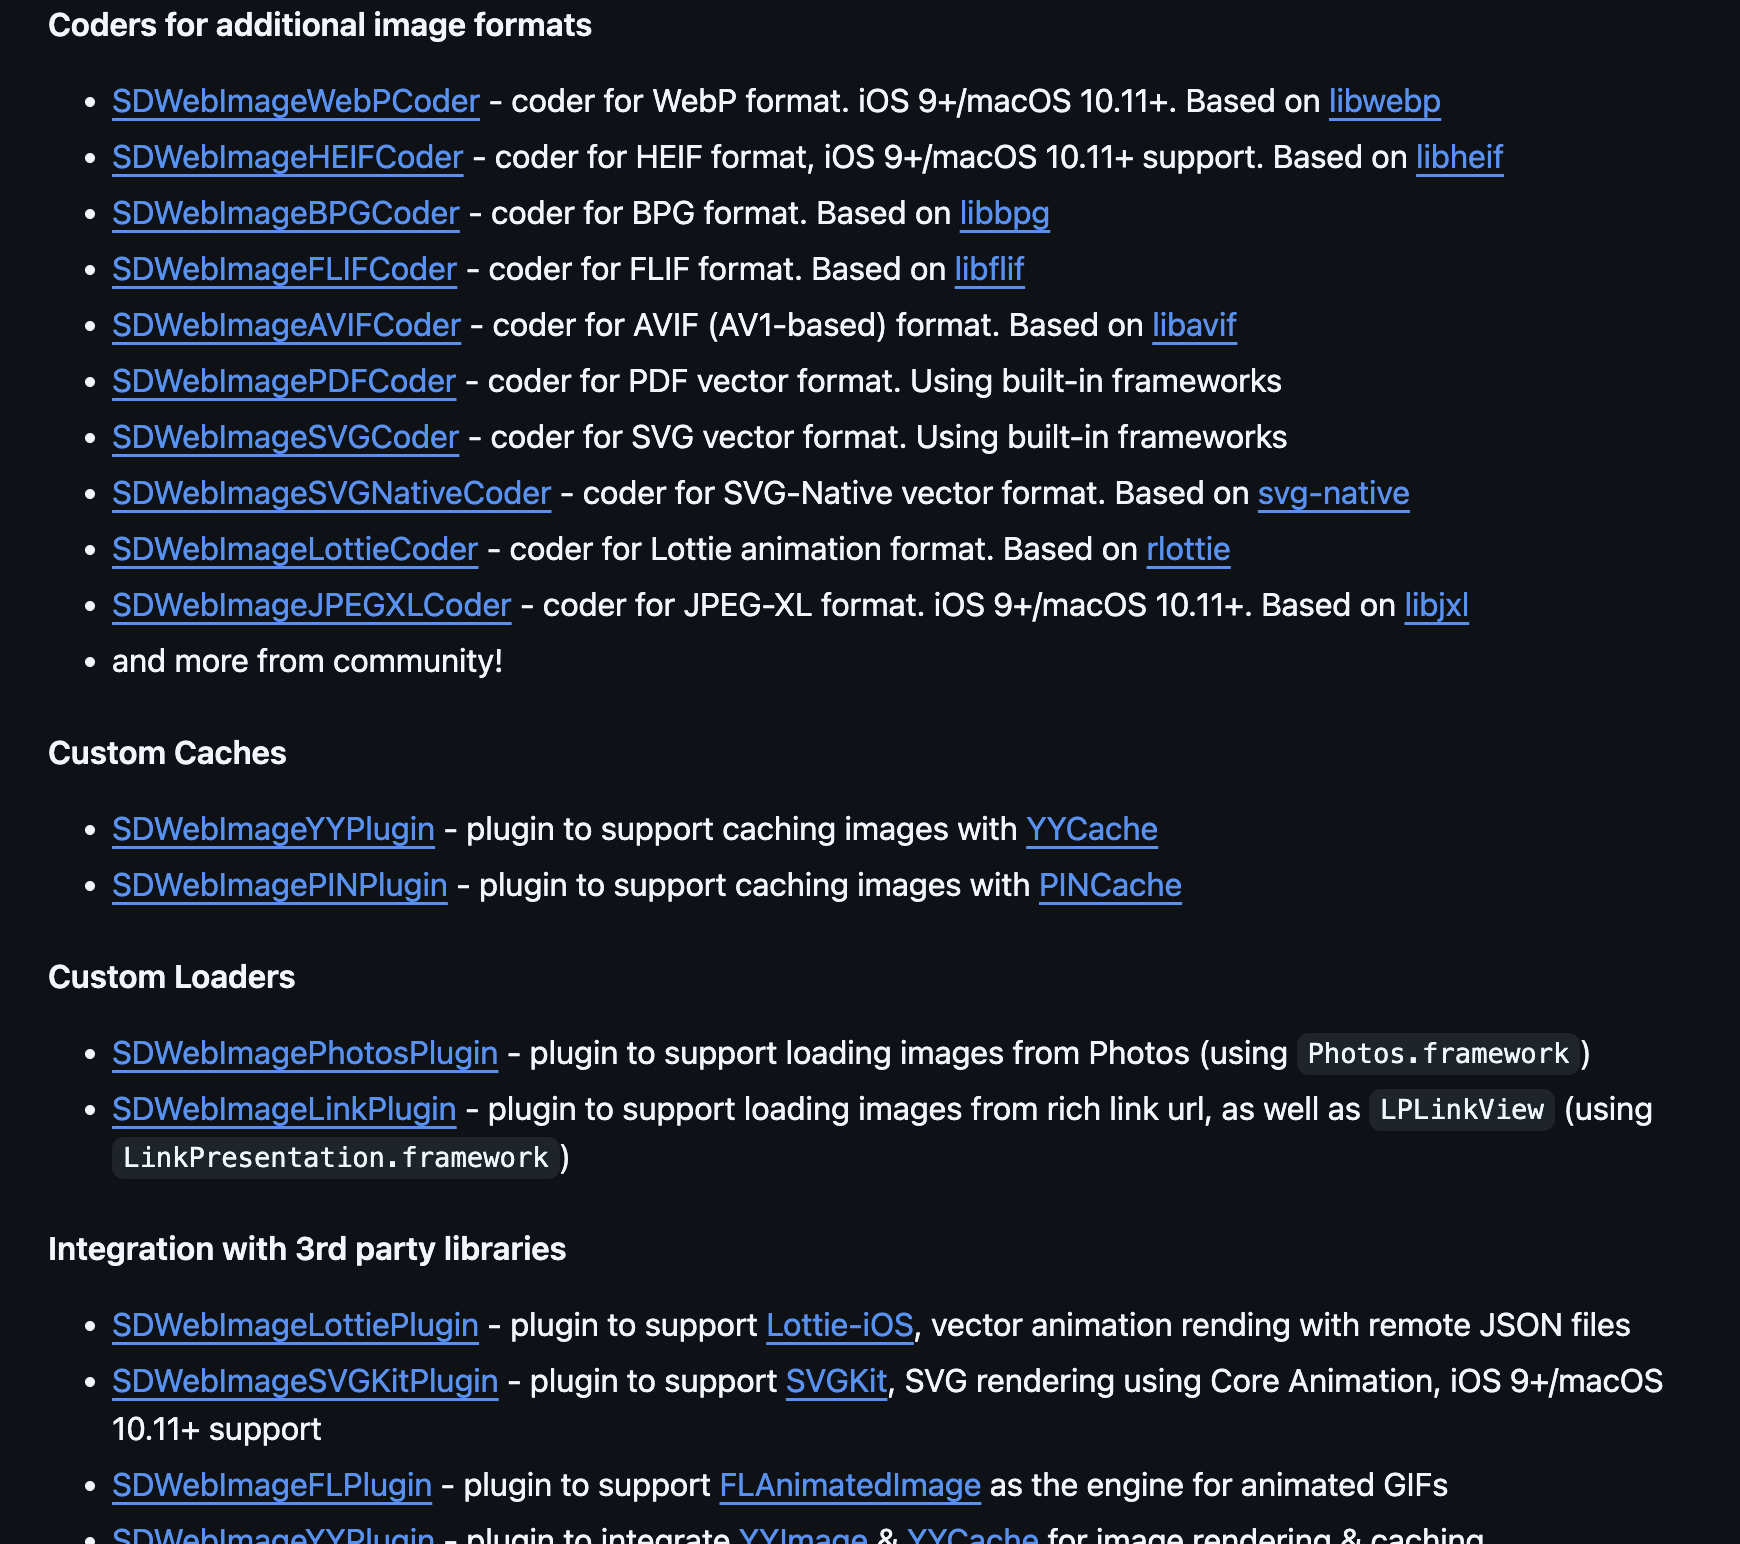 Coders for additional image formats
• SDWebImageWebPCoder - coder for WebP format. iOS 9+/macOS 10.11+. Based on libwebp
• SDWebImageHEIFCoder - coder for HEIF format, iOS 9+/macOS 10.11+ support. Based on libheif
• SDWebImageBPGCoder - coder for BPG format. Based on libbpg
• SDWebImageFLIFCoder - coder for FLIF format. Based on libflif
• SDWebImageAVIFCoder - coder for AVIF (AV1-based) format. Based on libavif
• SDWebImagePDFCoder - coder for PDF vector format. Using built-in frameworks
• SDWebImageSVGCoder - coder for SVG vector format. Using built-in frameworks
• SDWebImageSVGNativeCoder - coder for SVG-Native vector format. Based on svg-native
• SDWebImageLottieCoder - coder for Lottie animation format. Based on rlottie
• SDWebImageJPEGXLCoder - coder for JPEG-XL format. iOS 9+/macOS 10.11+. Based on libjxl
• and more from community!
Custom Caches
• SDWebImageYYPlugin - plugin to support caching images with YYCache
• SDWebImagePINPlugin - plugin to support caching images with PINCache
Custom Loaders
• SDWebImagePhotosPlugin - plugin to support loading images from Photos (using Photos.framework)
• SDWebImageLinkPlugin - plugin to support loading images from rich link url, as well as LPLinkView (using
LinkPresentation.framework)
Integration with 3rd party libraries
• SDWebImageLottiePlugin - plugin to support Lottie-iOS, vector animation rending with remote JSON files
• SDWebImageSVGKitPlugin - plugin to support SVGKit, SVG rendering using Core Animation, iOS 9+/macOS
10.11+ support
• SDWebImageFLPlugin - plugin to support FLAnimatedImage as the engine for animated GIFs
• SDWebImageYYPlugin - plugin to integrate YYImage & YYCache for image rendering & caching